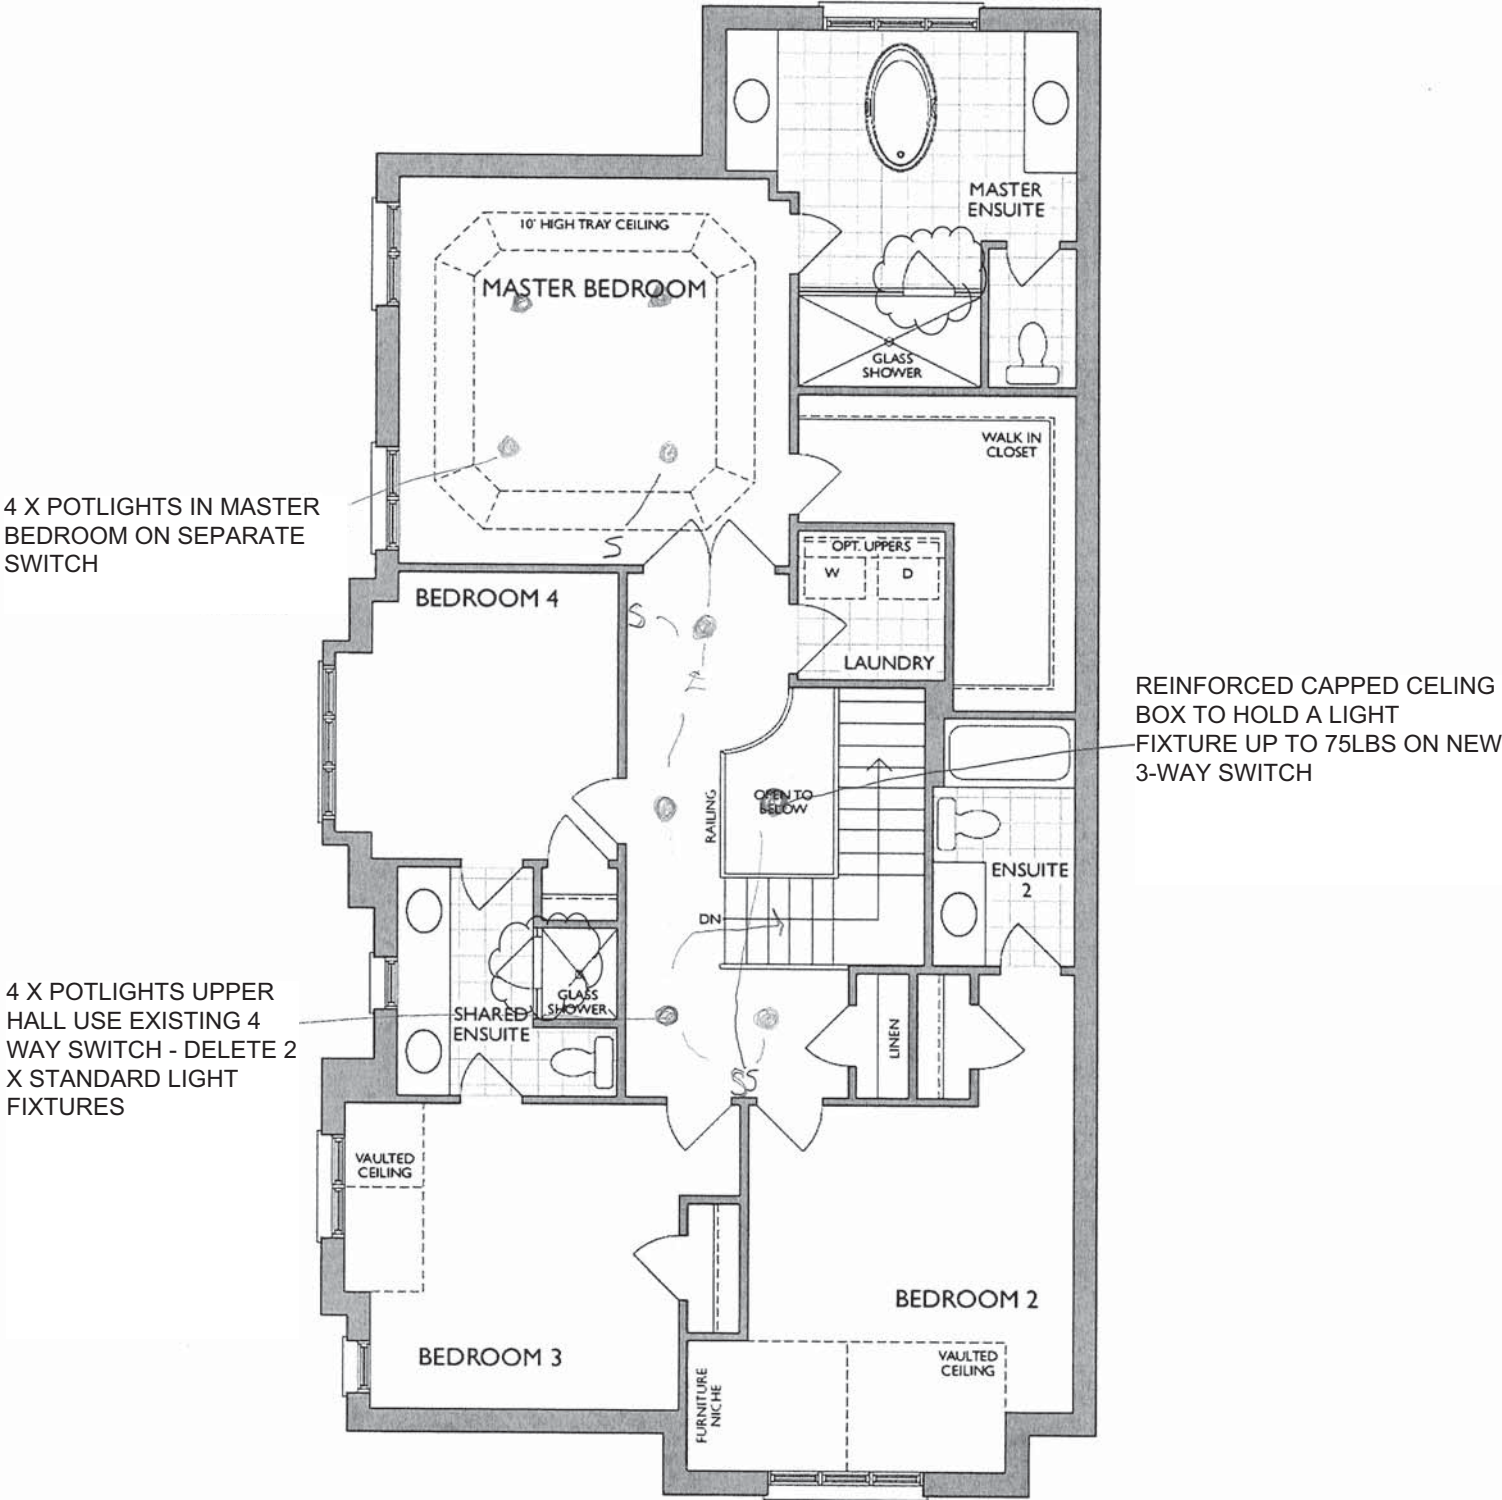 MASTER
ENSUITE
10' HIGH TRAY CEILING
MASTER BEDROOM
GLASS
SHOWER
WALK IN
CLOSET
4 X POTLIGHTS IN MASTER
BEDROOM ON SEPARATE
SWITCH
S
OPT. UPPERS
W D
BEDROOM 4
S
LAUNDRY
REINFORCED CAPPED CELING
BOX TO HOLD A LIGHT
FIXTURE UP TO 75LBS ON NEW
3-WAY SWITCH
RAILING
OPEN TO
BELOW
ENSUITE
2
DN
4 X POTLIGHTS UPPER
HALL USE EXISTING 4
WAY SWITCH - DELETE 2
X STANDARD LIGHT
FIXTURES
GLASS
SHOWER
SHARED
ENSUITE
LINEN
SS
VAULTED
CEILING
BEDROOM 2
BEDROOM 3
FURNITURE
NICHE
VAULTED
CEILING